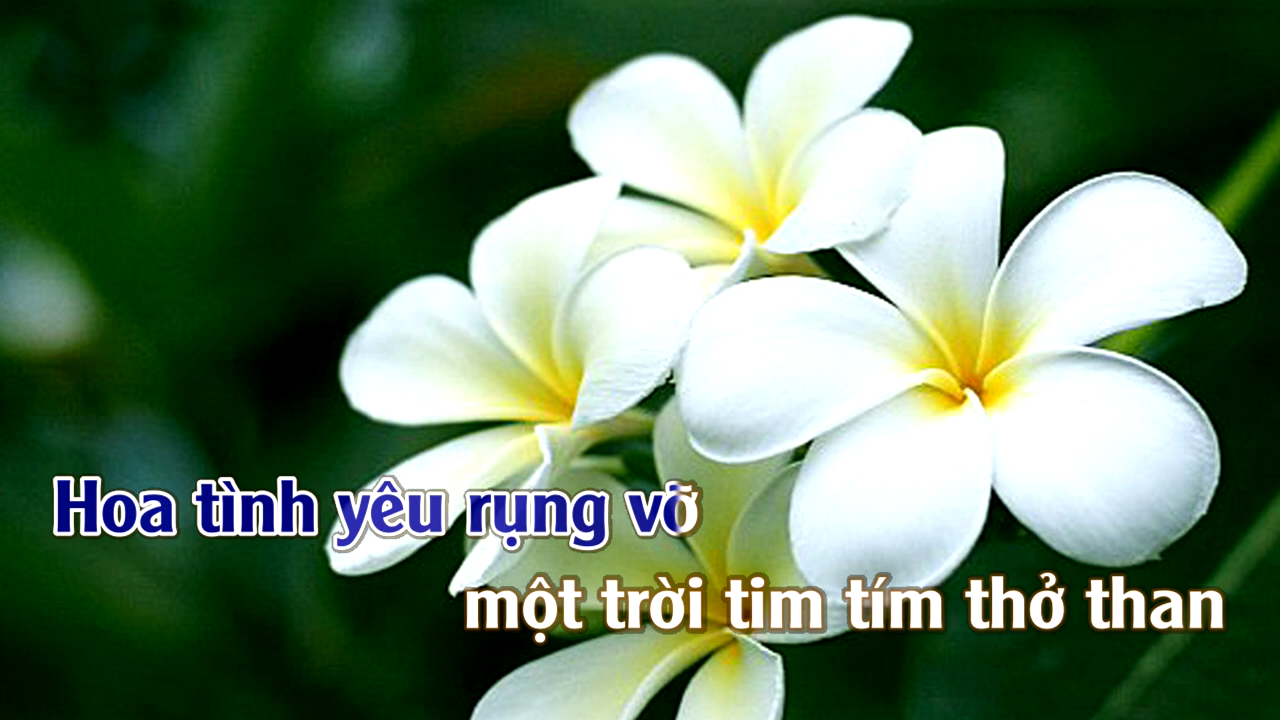 Hoa tình yêu rụng vỡ
một trời tim tím thở than